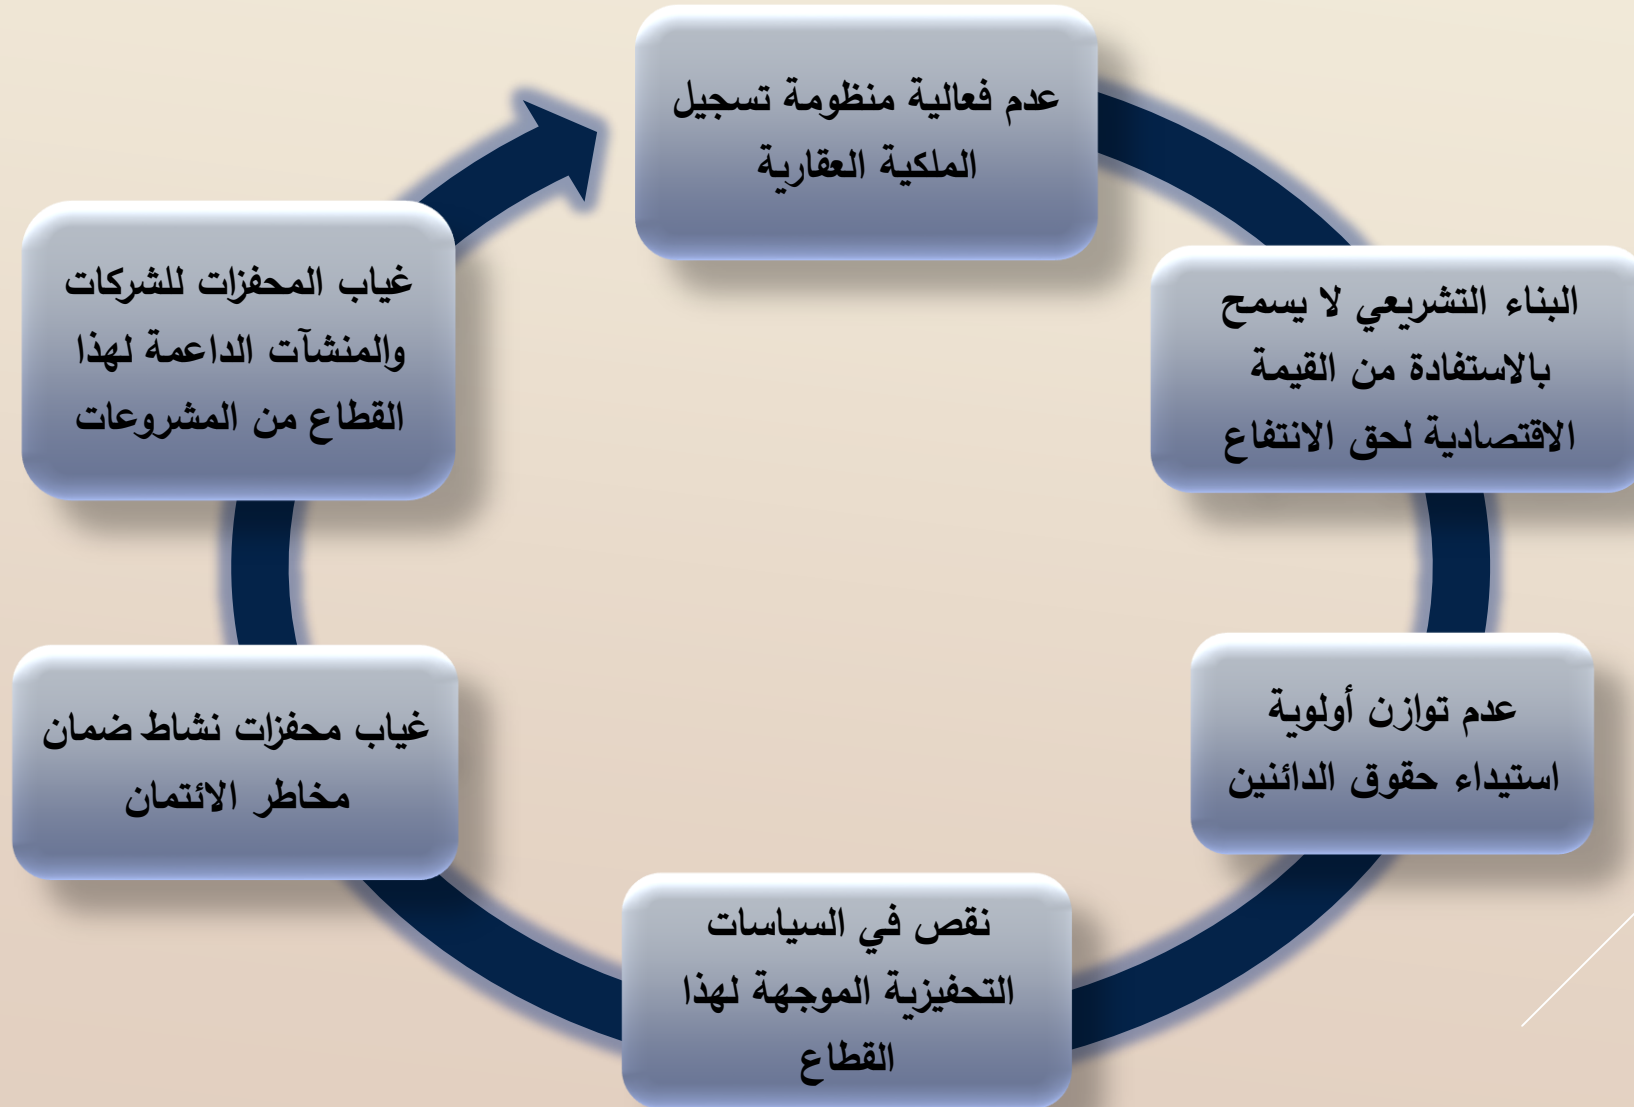 عدم فعالية منظومة تسجيل
الملكية العقارية
البناء التشريعي لا يسمح
بالاستفادة من القيمة
الاقتصادية لحق الانتفاع
عدم توازن أولوية
استيداء حقوق الدائنين
نقص في السياسات
التحفيزية الموجهة لهذا
القطاع
غياب محفزات نشاط ضمان
مخاطر الائتمان
غياب المحفزات للشركات
والمنشآت الداعمة لهذا
القطاع من المشروعات